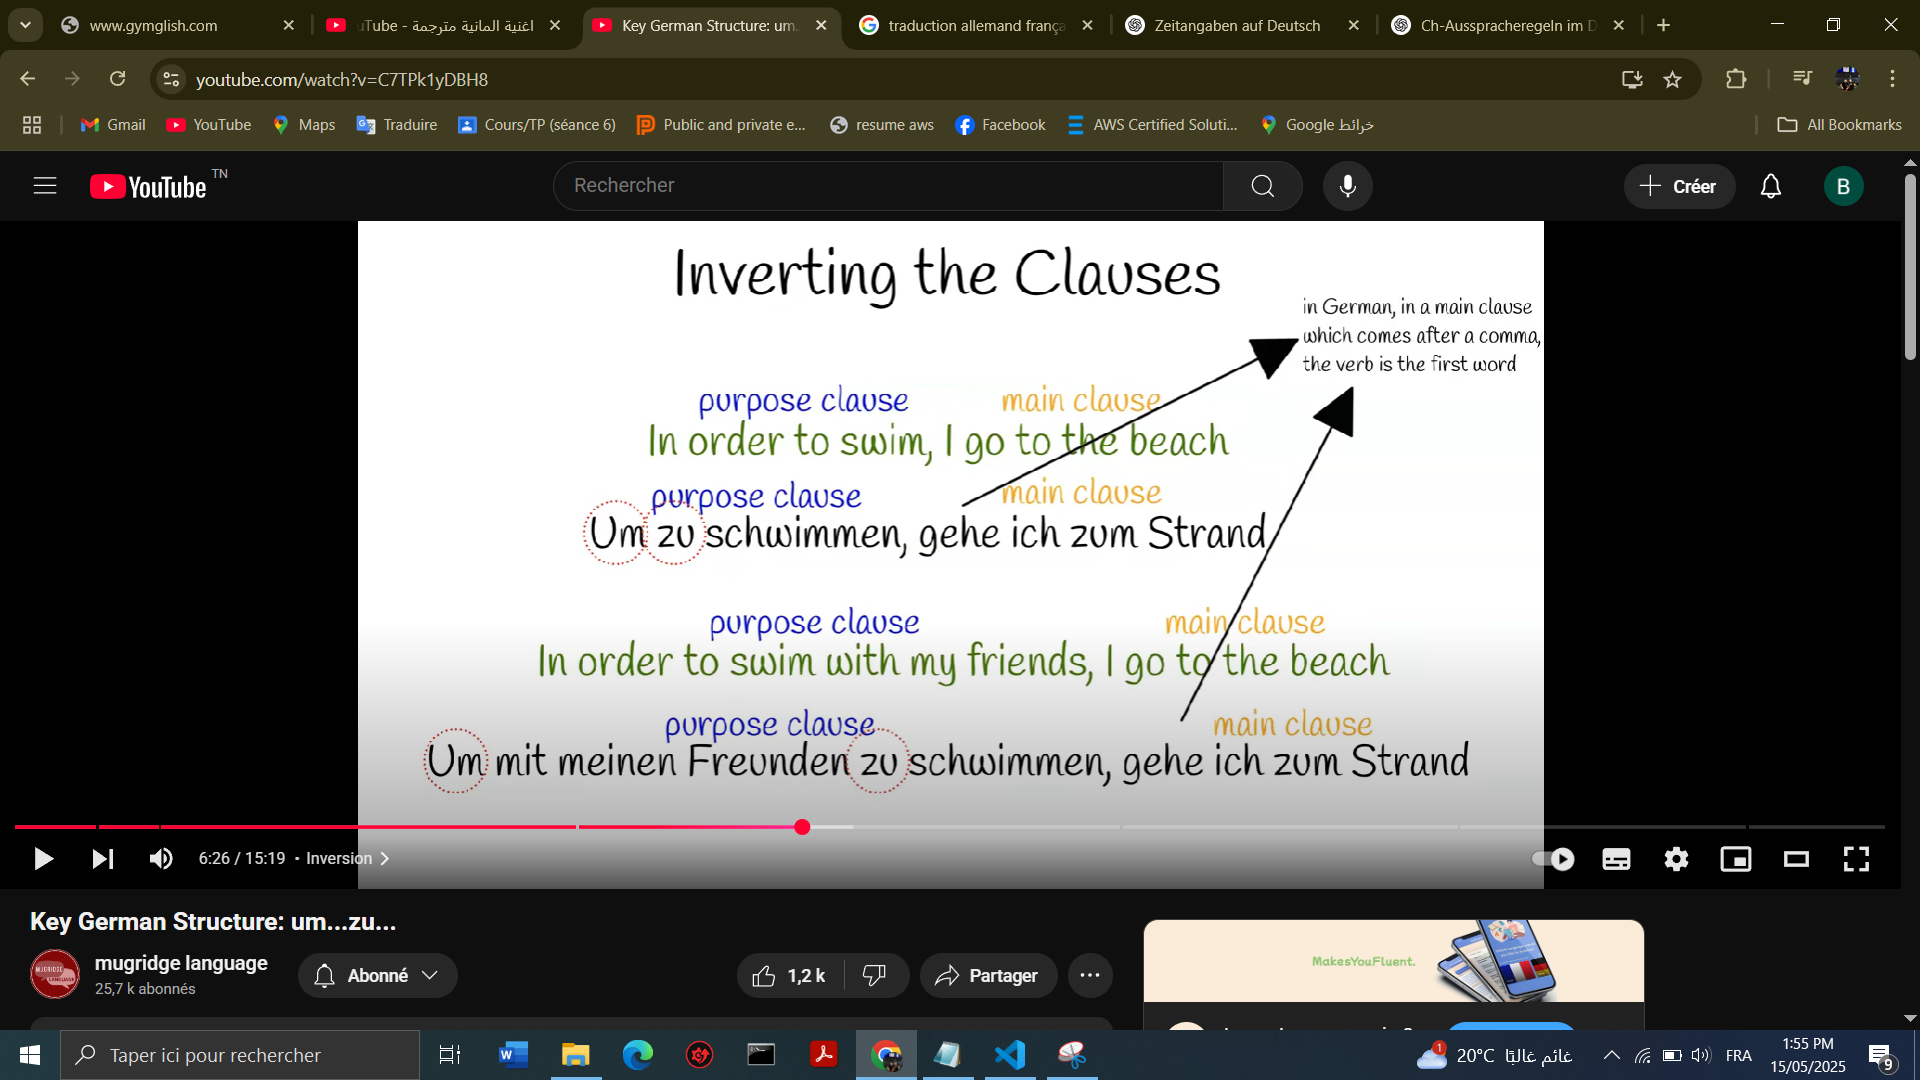 www.gymglish.com
uTube - اغنية المانية مترجمة
Key German Structure: um...
traduction allemand frança
Zeitangaben auf Deutsch
Ch-Ausspracheregeln im D
youtube.com/watch?v=C7TPk1yDBH8
Gmail
YouTube
Maps
Traduire
Cours/TP (séance 6)
Public and private e...
resume aws
Facebook
AWS Certified Soluti...
خرائط Google
All Bookmarks
YouTube TN
Rechercher
Créer
B
Inverting the Clauses
in German, in a main clause
which comes after a comma,
the verb is the first word
purpose clause main clause
In order to swim, I go to the beach
purpose clause main clause
Um zu schwimmen, gehe ich zum Strand
purpose clause main clause
In order to swim with my friends, I go to the beach
purpose clause main clause
Um mit meinen Freunden zu schwimmen, gehe ich zum Strand
6:26 / 15:19 • Inversion
Key German Structure: um...zu...
mugridge language
25,7 k abonnés
Abonné
1,2 k
Partager
MakesYouFluent.
Taper ici pour rechercher
1
20°C غائم غالبًا
FRA
1:55 PM
15/05/2025
9